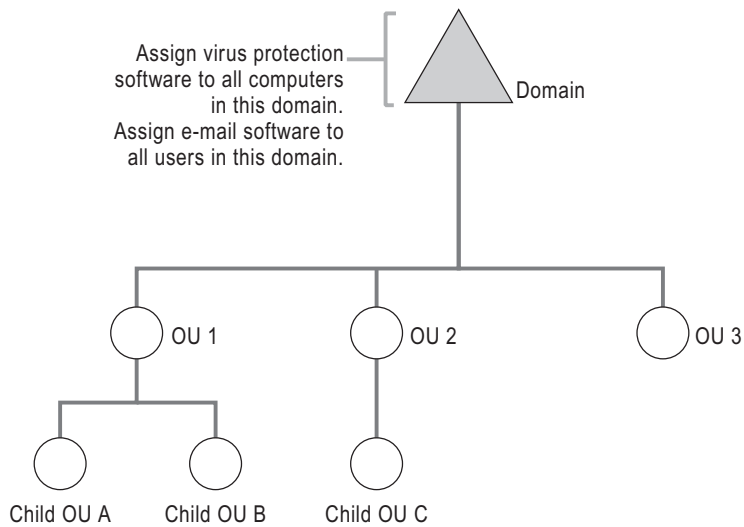 Assign virus protection
software to all computers
in this domain.
Assign e-mail software to
all users in this domain.
Domain
OU 1
OU 2
OU 3
Child OU A
Child OU B
Child OU C